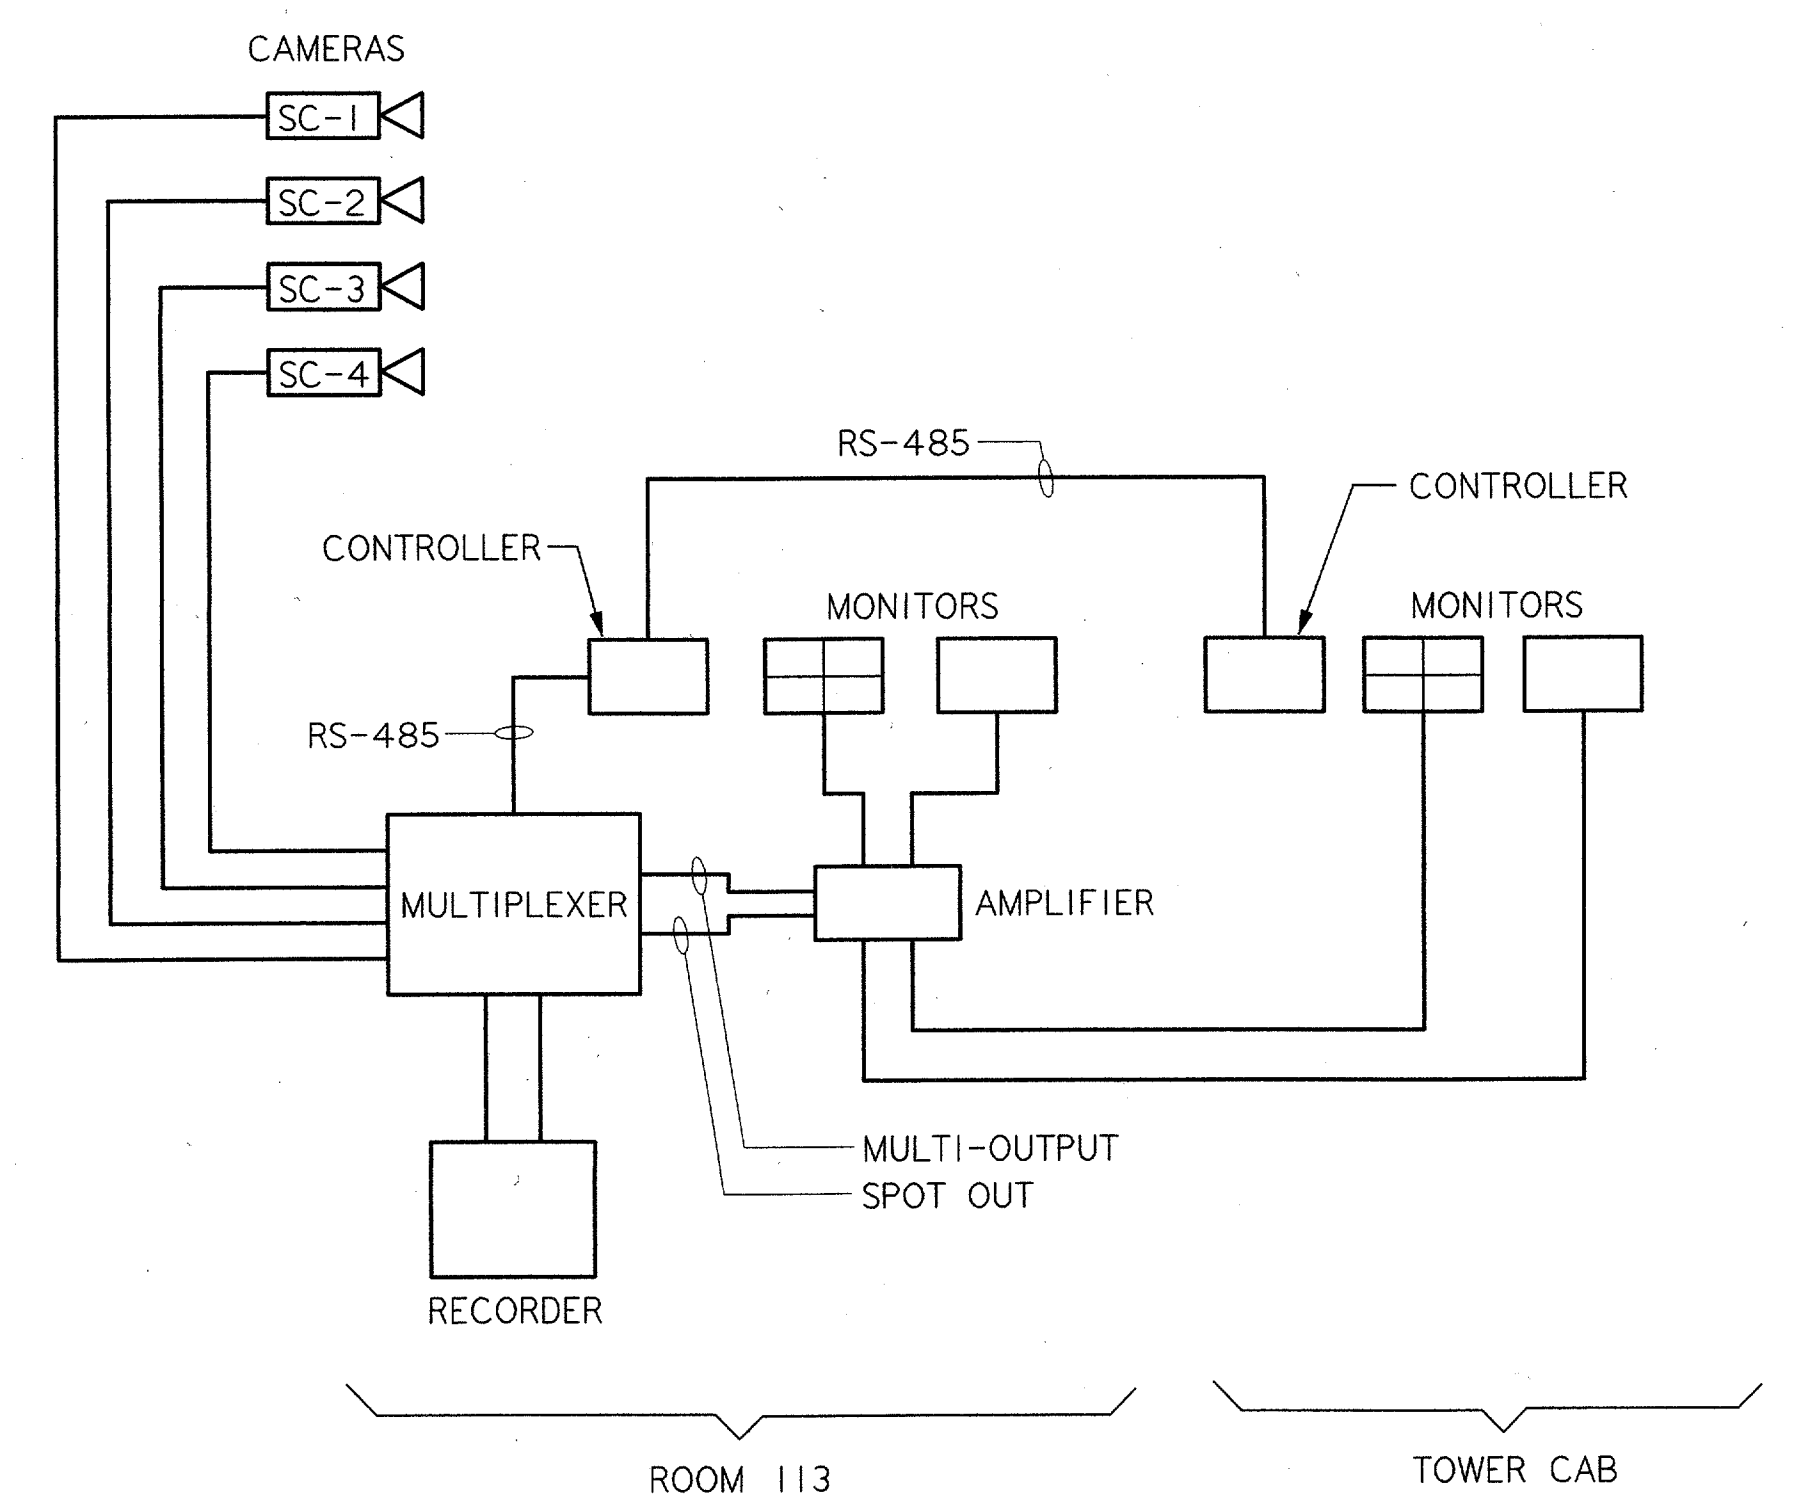 CAMERAS
SC-1
SC-2
SC-3
SC-4
RS-485
CONTROLLER
CONTROLLER
MONITORS
MONITORS
RS-485
MULTIPLEXER
AMPLIFIER
MULTI-OUTPUT
SPOT OUT
RECORDER
ROOM 113
TOWER CAB